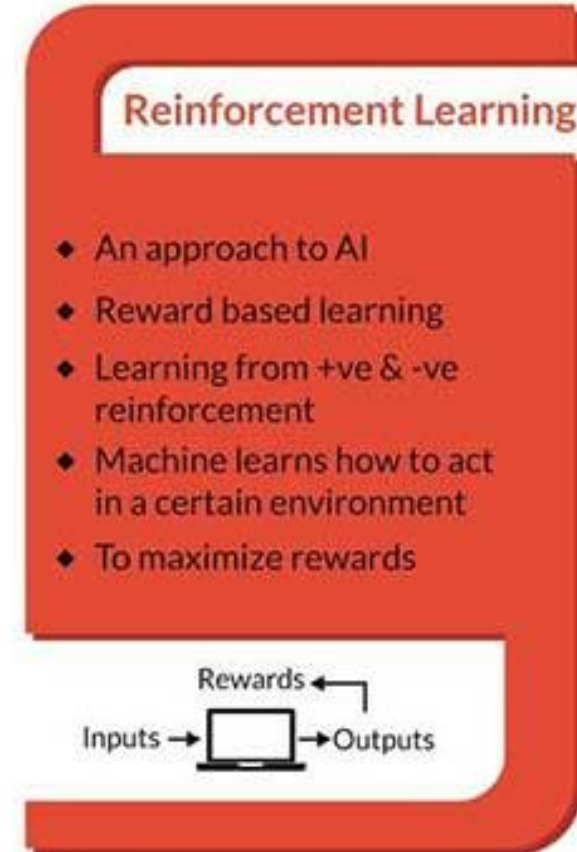 Reinforcement Learning
◆ An approach to AI
◆ Reward based learning
◆ Learning from +ve & -ve
reinforcement
◆ Machine learns how to act
in a certain environment
◆ To maximize rewards
Rewards
Inputs
Outputs